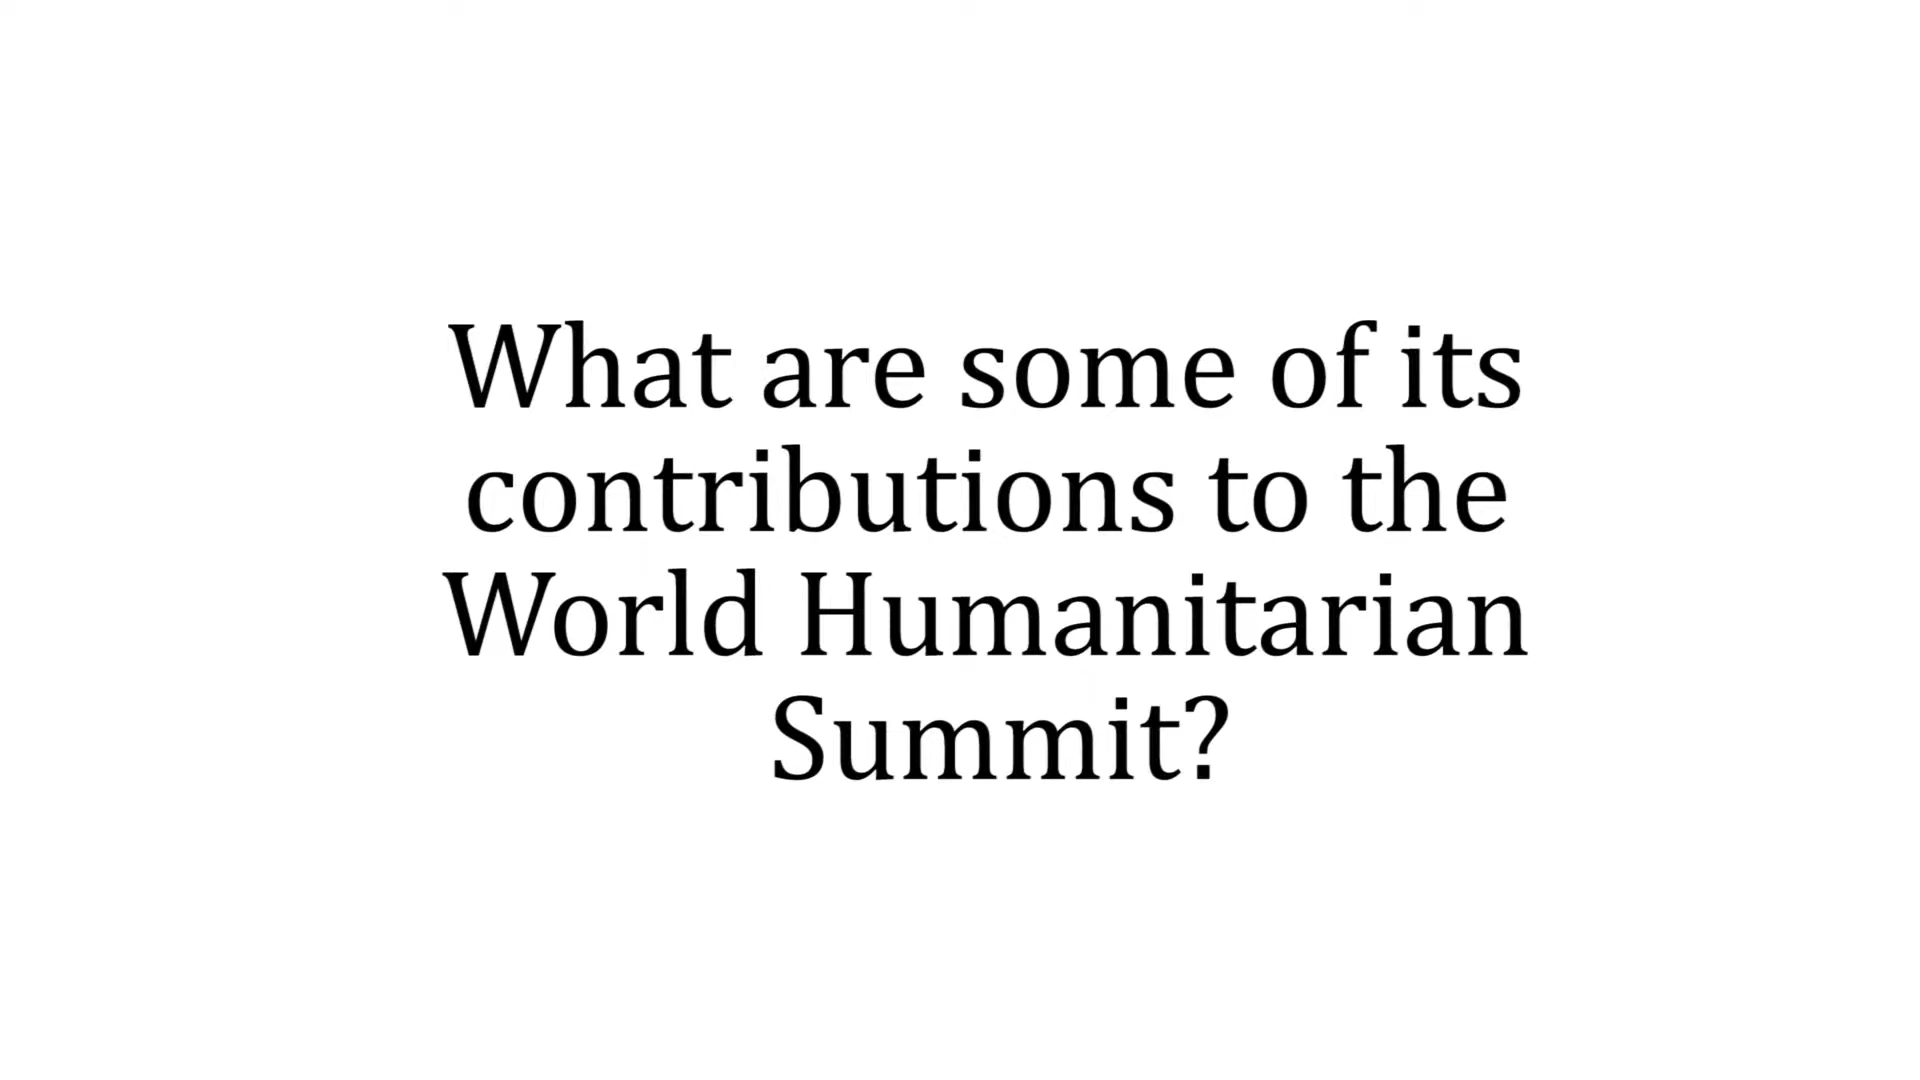 What are some of its
contributions to the
World Humanitarian
Summit?